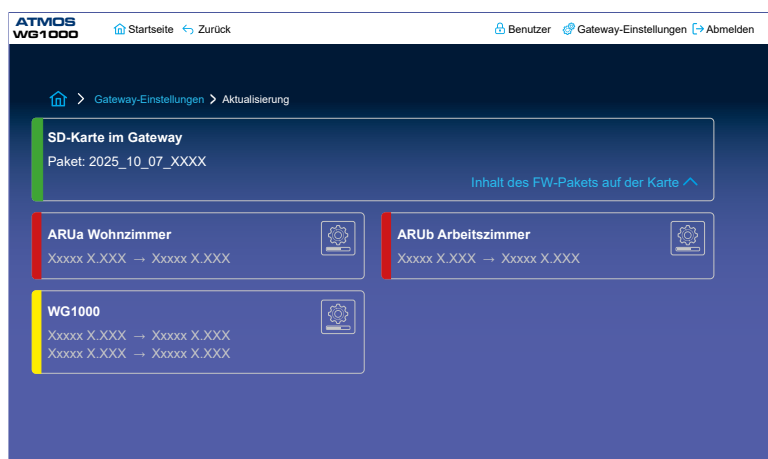 ATMOS
WG1000
Startseite Zurück Benutzer Gateway-Einstellungen Abmelden
Gateway-Einstellungen Aktualisierung
SD-Karte im Gateway
Paket: 2025_10_07_XXXX
Inhalt des FW-Pakets auf der Karte
ARUa Wohnzimmer
Xxxxx X.XXX → Xxxxx X.XXX
ARUb Arbeitszimmer
Xxxxx X.XXX → Xxxxx X.XXX
WG1000
Xxxxx X.XXX → Xxxxx X.XXX
Xxxxx X.XXX → Xxxxx X.XXX